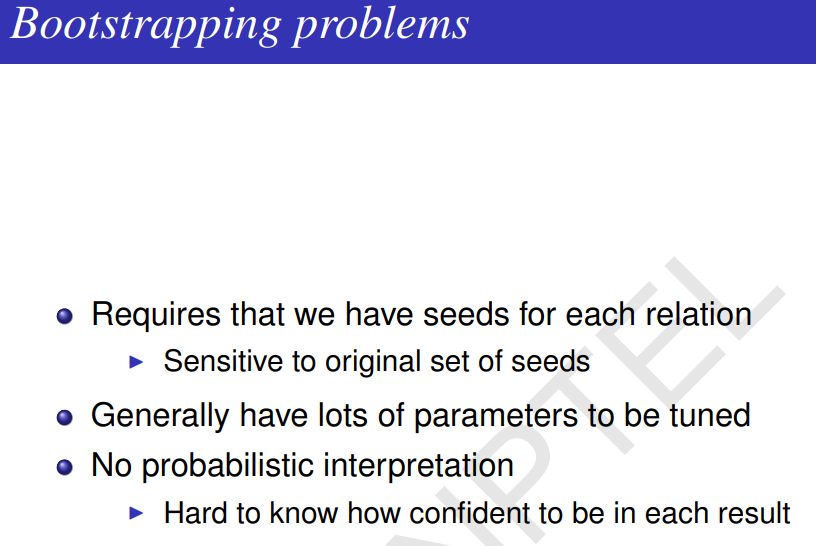 Bootstrapping problems
Requires that we have seeds for each relation
Sensitive to original set of seeds
Generally have lots of parameters to be tuned
No probabilistic interpretation
Hard to know how confident to be in each result
NPTEL